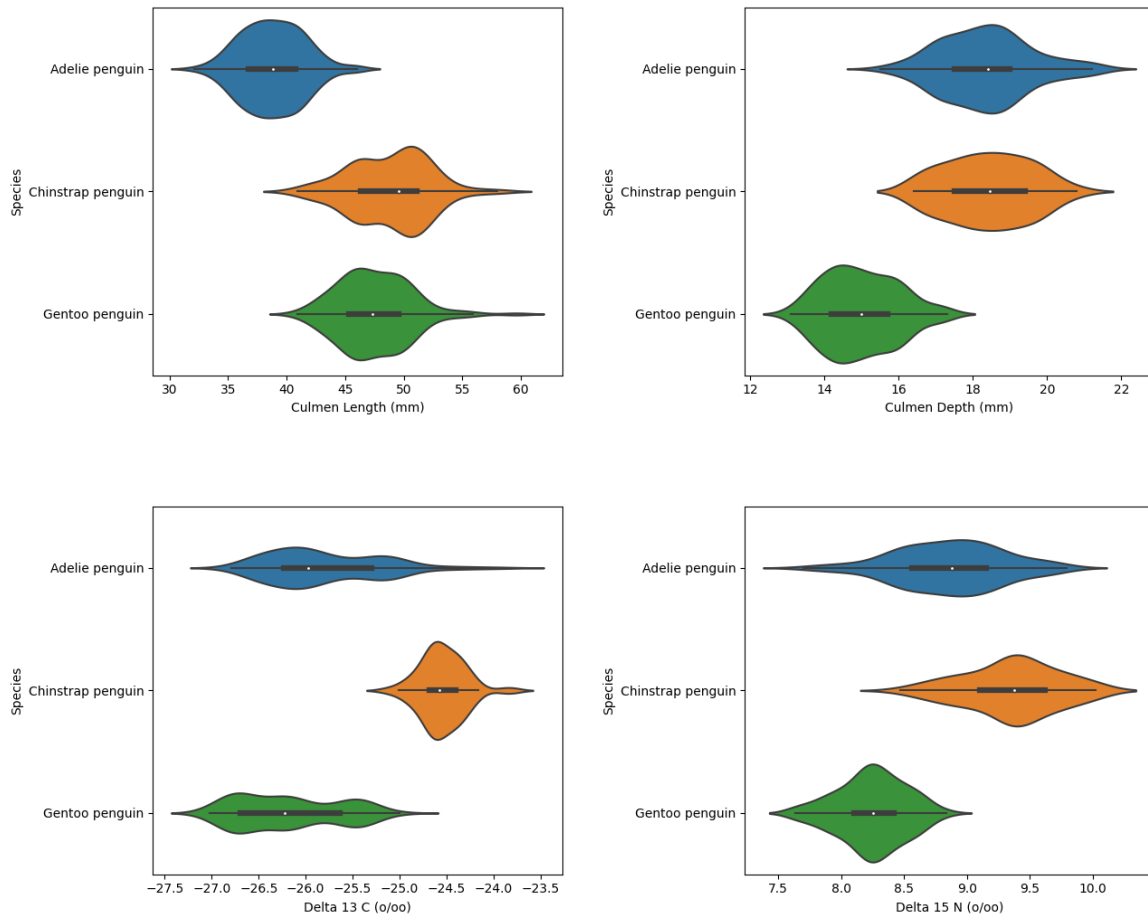 Adelie penguin
Chinstrap penguin
Gentoo penguin
Species
30 35 40 45 50 55 60
Culmen Length (mm)
Adelie penguin
Chinstrap penguin
Gentoo penguin
Species
12 14 16 18 20 22
Culmen Depth (mm)
Adelie penguin
Chinstrap penguin
Gentoo penguin
Species
−27.5 −27.0 −26.5 −26.0 −25.5 −25.0 −24.5 −24.0 −23.5
Delta 13 C (o/oo)
Adelie penguin
Chinstrap penguin
Gentoo penguin
Species
7.5 8.0 8.5 9.0 9.5 10.0
Delta 15 N (o/oo)